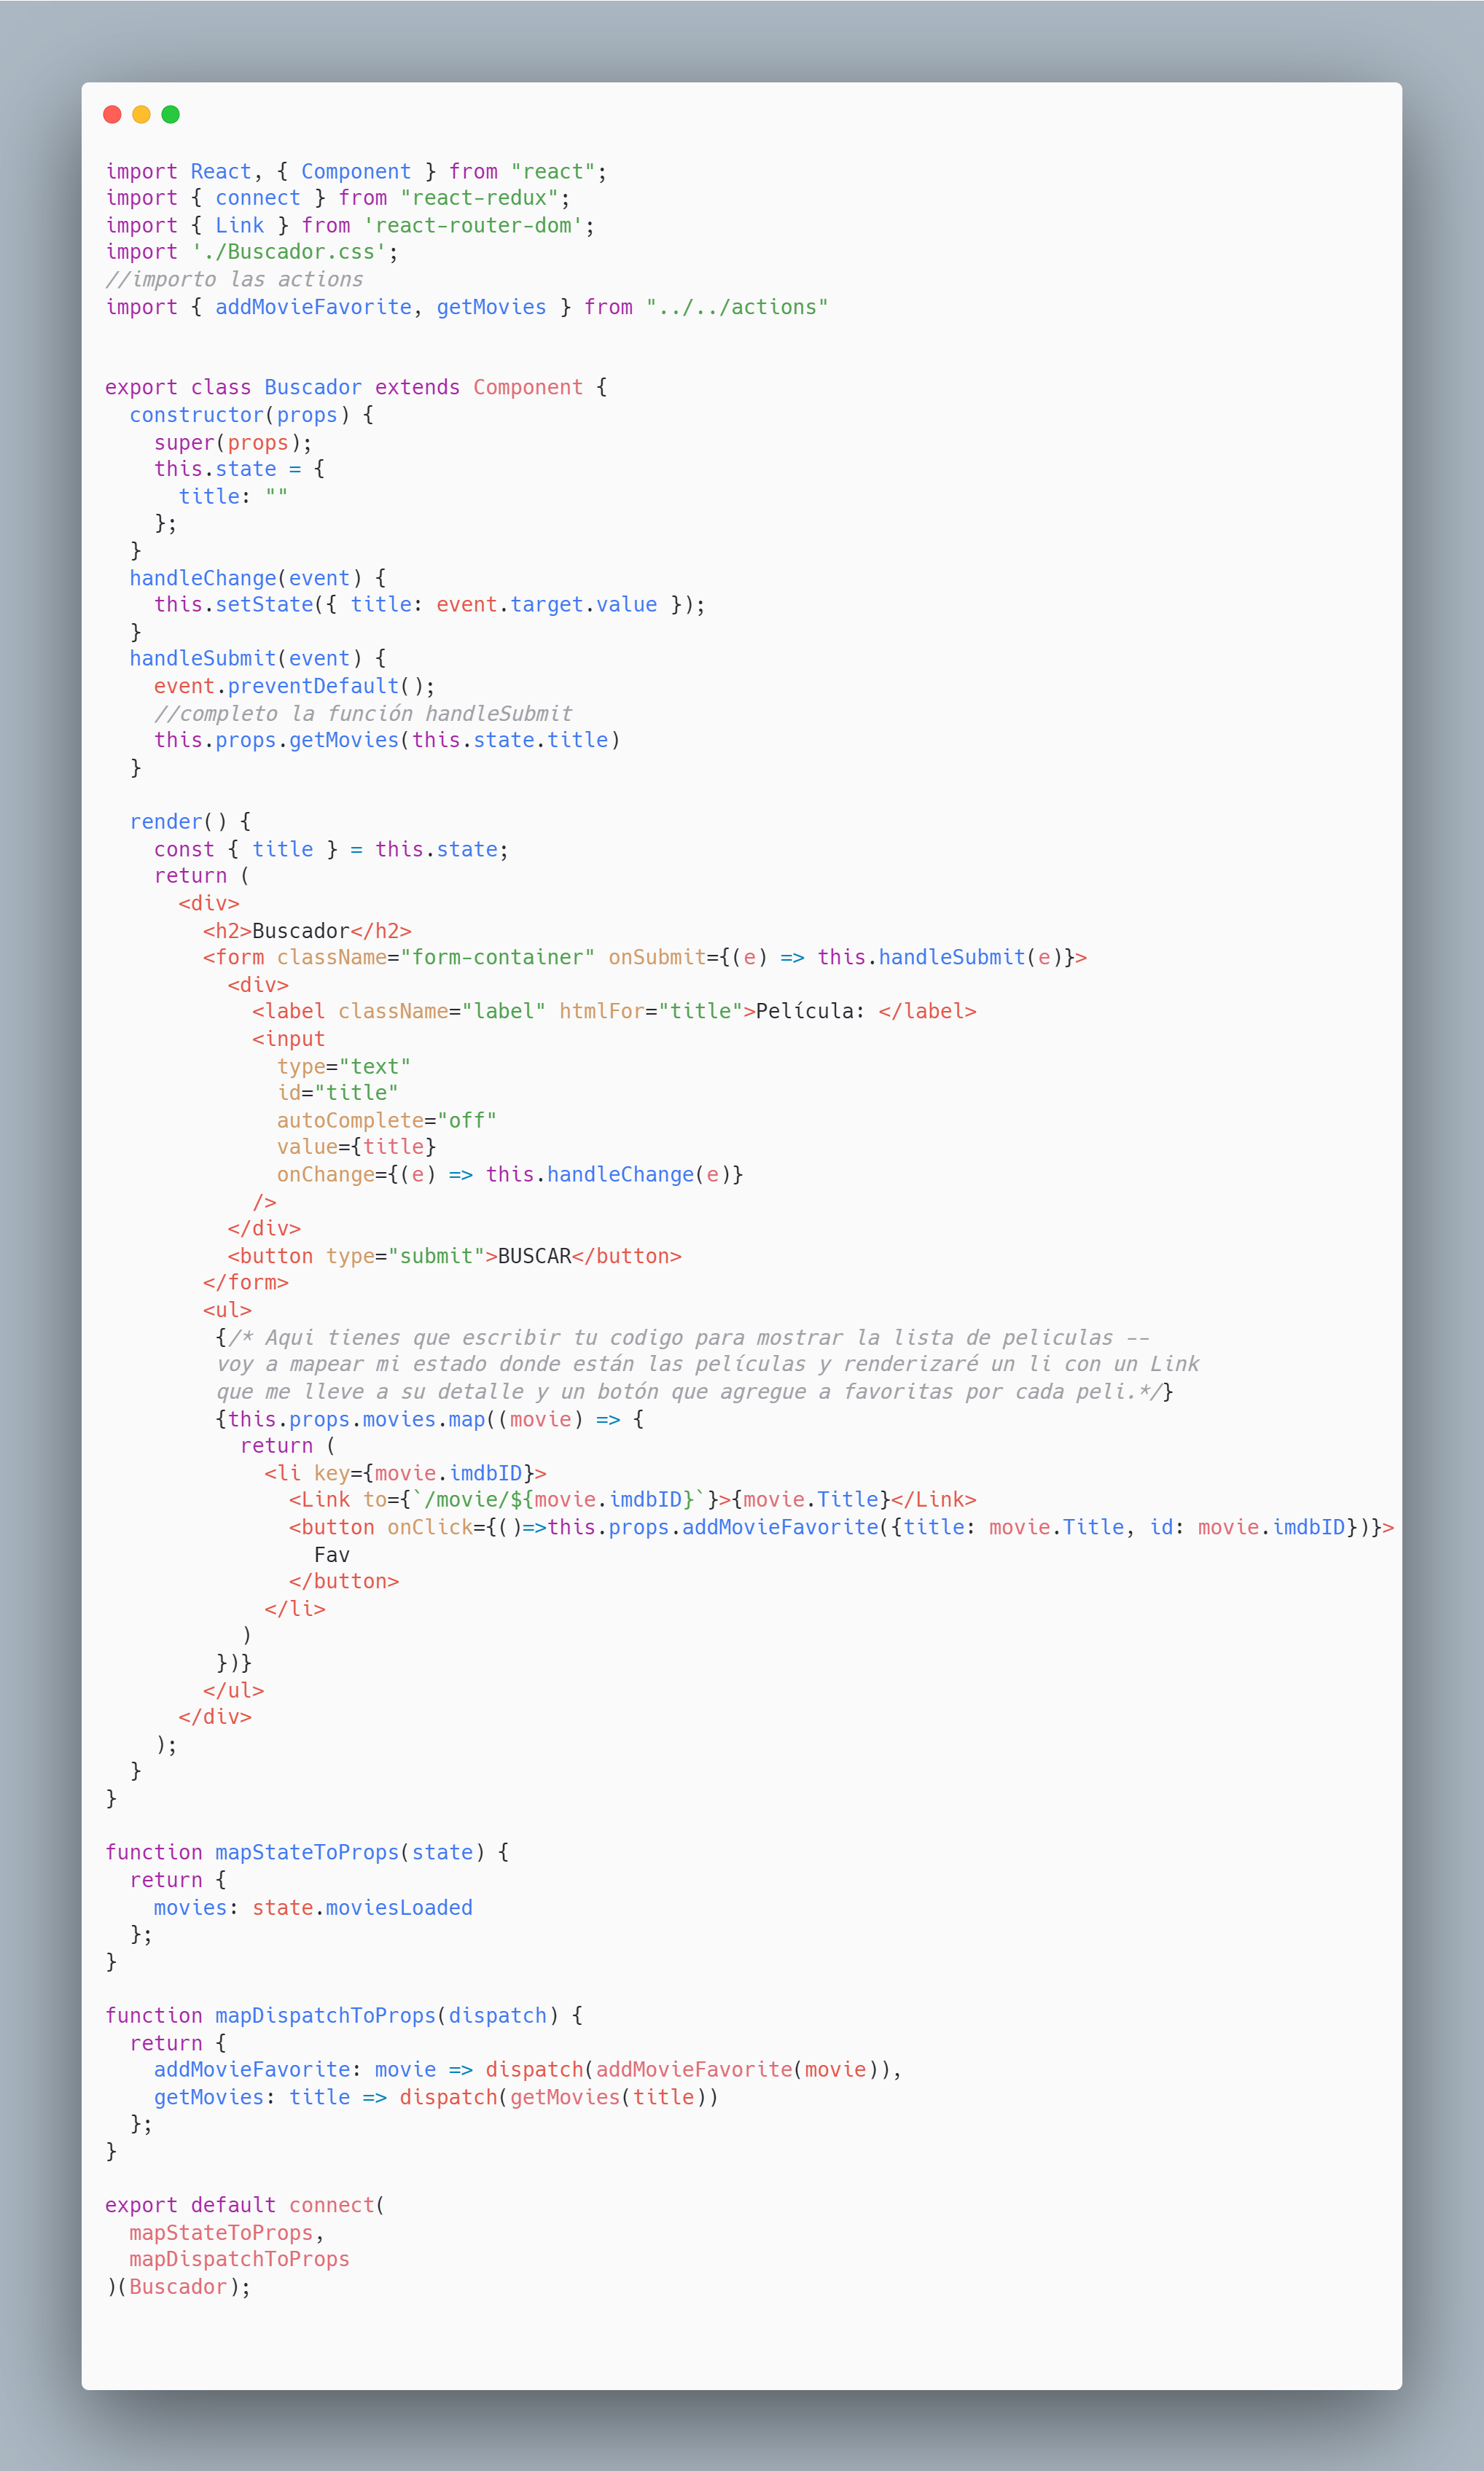 import React, { Component } from "react";
import { connect } from "react-redux";
import { Link } from 'react-router-dom';
import './Buscador.css';
//importo las actions
import { addMovieFavorite, getMovies } from "../../actions"
export class Buscador extends Component {
  constructor(props) {
    super(props);
    this.state = {
      title: ""
    };
  }
  handleChange(event) {
    this.setState({ title: event.target.value });
  }
  handleSubmit(event) {
    event.preventDefault();
    //completo la función handleSubmit
    this.props.getMovies(this.state.title)
  }
  render() {
    const { title } = this.state;
    return (
      <div>
        <h2>Buscador</h2>
        <form className="form-container" onSubmit={(e) => this.handleSubmit(e)}>
          <div>
            <label className="label" htmlFor="title">Película: </label>
            <input
              type="text"
              id="title"
              autoComplete="off"
              value={title}
              onChange={(e) => this.handleChange(e)}
            />
          </div>
          <button type="submit">BUSCAR</button>
        </form>
        <ul>
         {/* Aqui tienes que escribir tu codigo para mostrar la lista de peliculas --
         voy a mapear mi estado donde están las películas y renderizaré un li con un Link
         que me lleve a su detalle y un botón que agregue a favoritas por cada peli.*/}
         {this.props.movies.map((movie) => {
           return (
             <li key={movie.imdbID}>
               <Link to={`/movie/${movie.imdbID}`}>{movie.Title}</Link>
               <button onClick={()=>this.props.addMovieFavorite({title: movie.Title, id: movie.imdbID})}>
                 Fav
               </button>
             </li>
           )
         })}
        </ul>
      </div>
    );
  }
}
function mapStateToProps(state) {
  return {
    movies: state.moviesLoaded
  };
}
function mapDispatchToProps(dispatch) {
  return {
    addMovieFavorite: movie => dispatch(addMovieFavorite(movie)),
    getMovies: title => dispatch(getMovies(title))
  };
}
export default connect(
  mapStateToProps,
  mapDispatchToProps
)(Buscador);